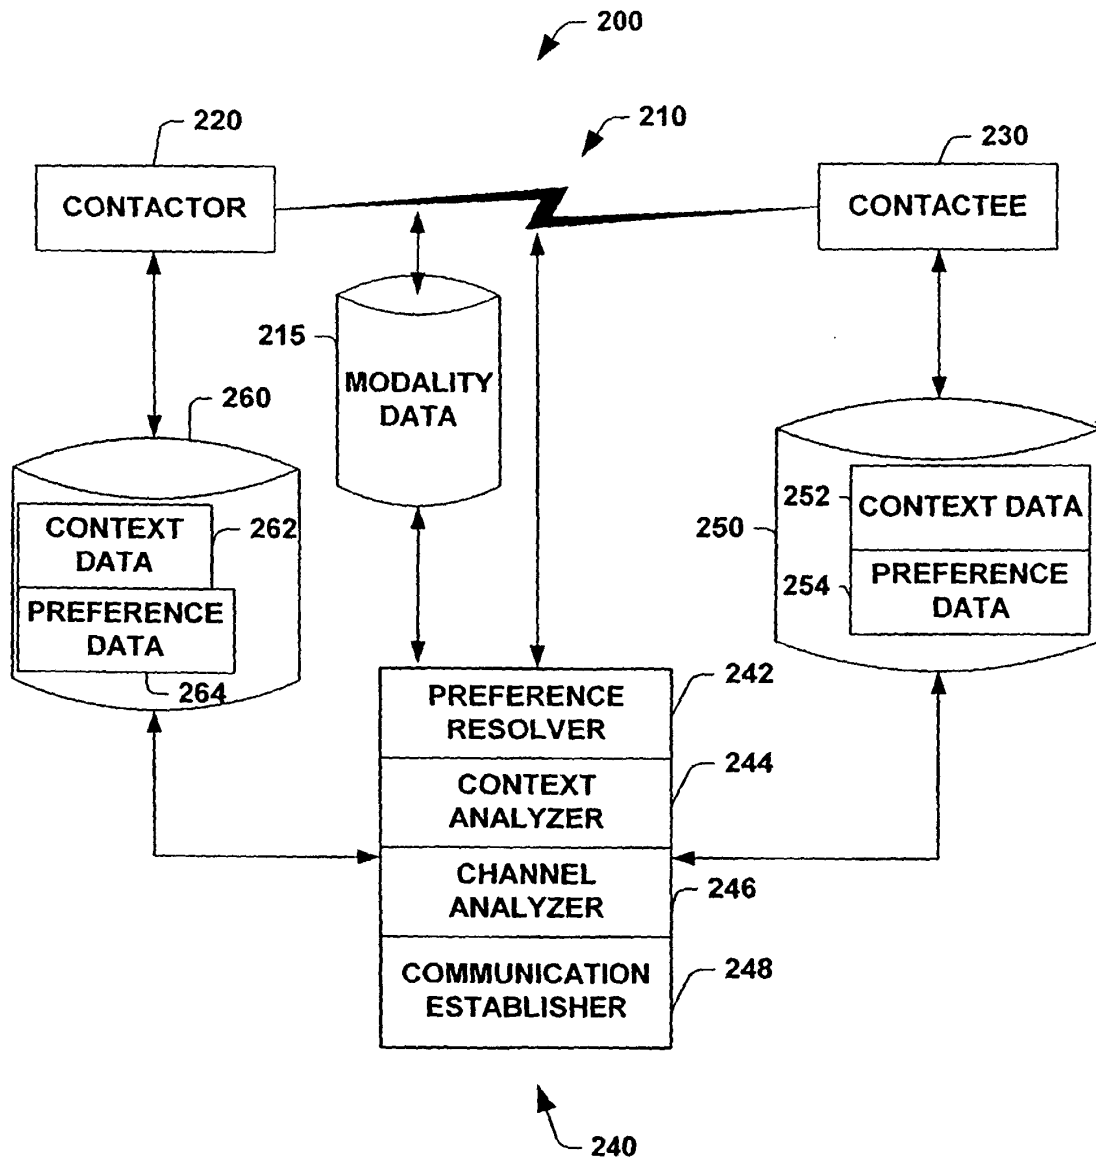 200
210
220
230
CONTACTOR
CONTACTEE
215
MODALITY
DATA
260
250
252
CONTEXT DATA
254
PREFERENCE
DATA
CONTEXT
DATA
262
PREFERENCE
DATA
264
PREFERENCE
RESOLVER
242
CONTEXT
ANALYZER
244
CHANNEL
ANALYZER
246
COMMUNICATION
ESTABLISHER
248
240